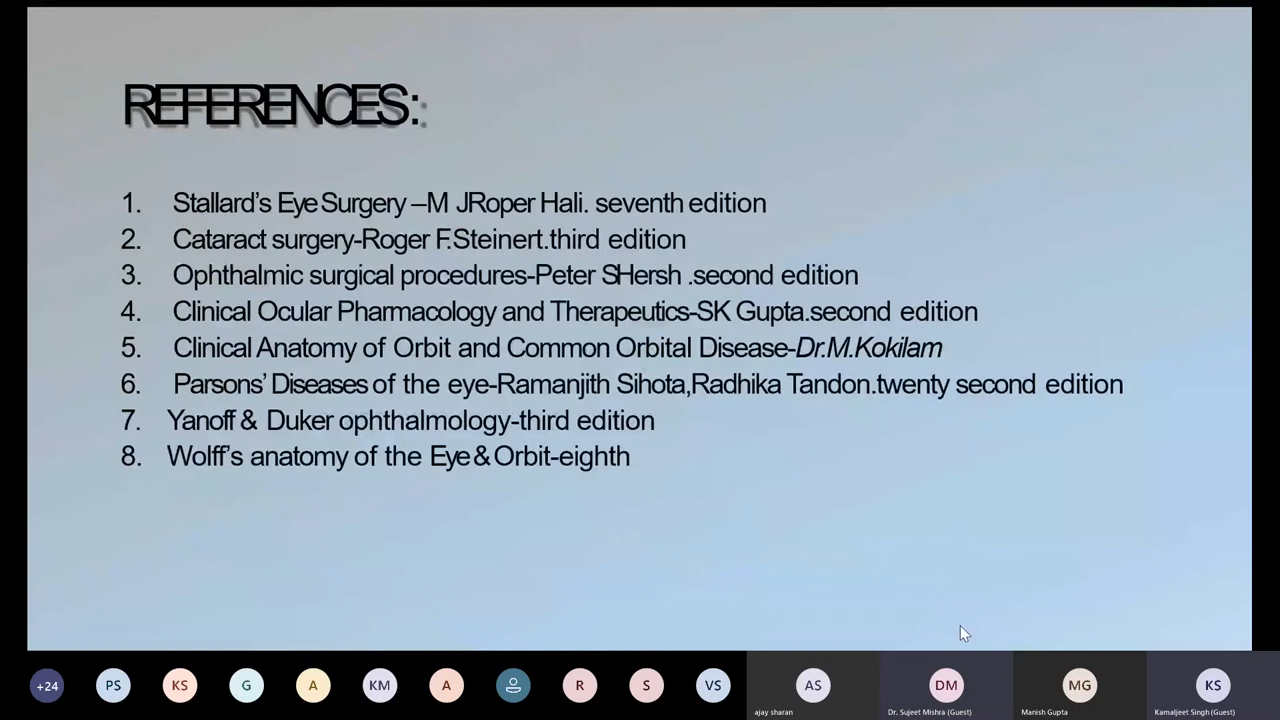 REFERENCES:
1. Stallard's Eye Surgery –M JRoper Hali. seventh edition
2. Cataract surgery-Roger F.Steinert.third edition
3. Ophthalmic surgical procedures-Peter SHersh .second edition
4. Clinical Ocular Pharmacology and Therapeutics-SK Gupta.second edition
5. Clinical Anatomy of Orbit and Common Orbital Disease-Dr.M.Kokilam
6. Parsons' Diseases of the eye-Ramanjith Sihota,Radhika Tandon.twenty second edition
7. Yanoff & Duker ophthalmology-third edition
8. Wolff's anatomy of the Eye & Orbit-eighth
+24 PS KS G A KM A R S VS AS DM MG KS
ajay sharan Dr. Sujeet Mishra (Guest) Manish Gupta Kamaljeet Singh (Guest)